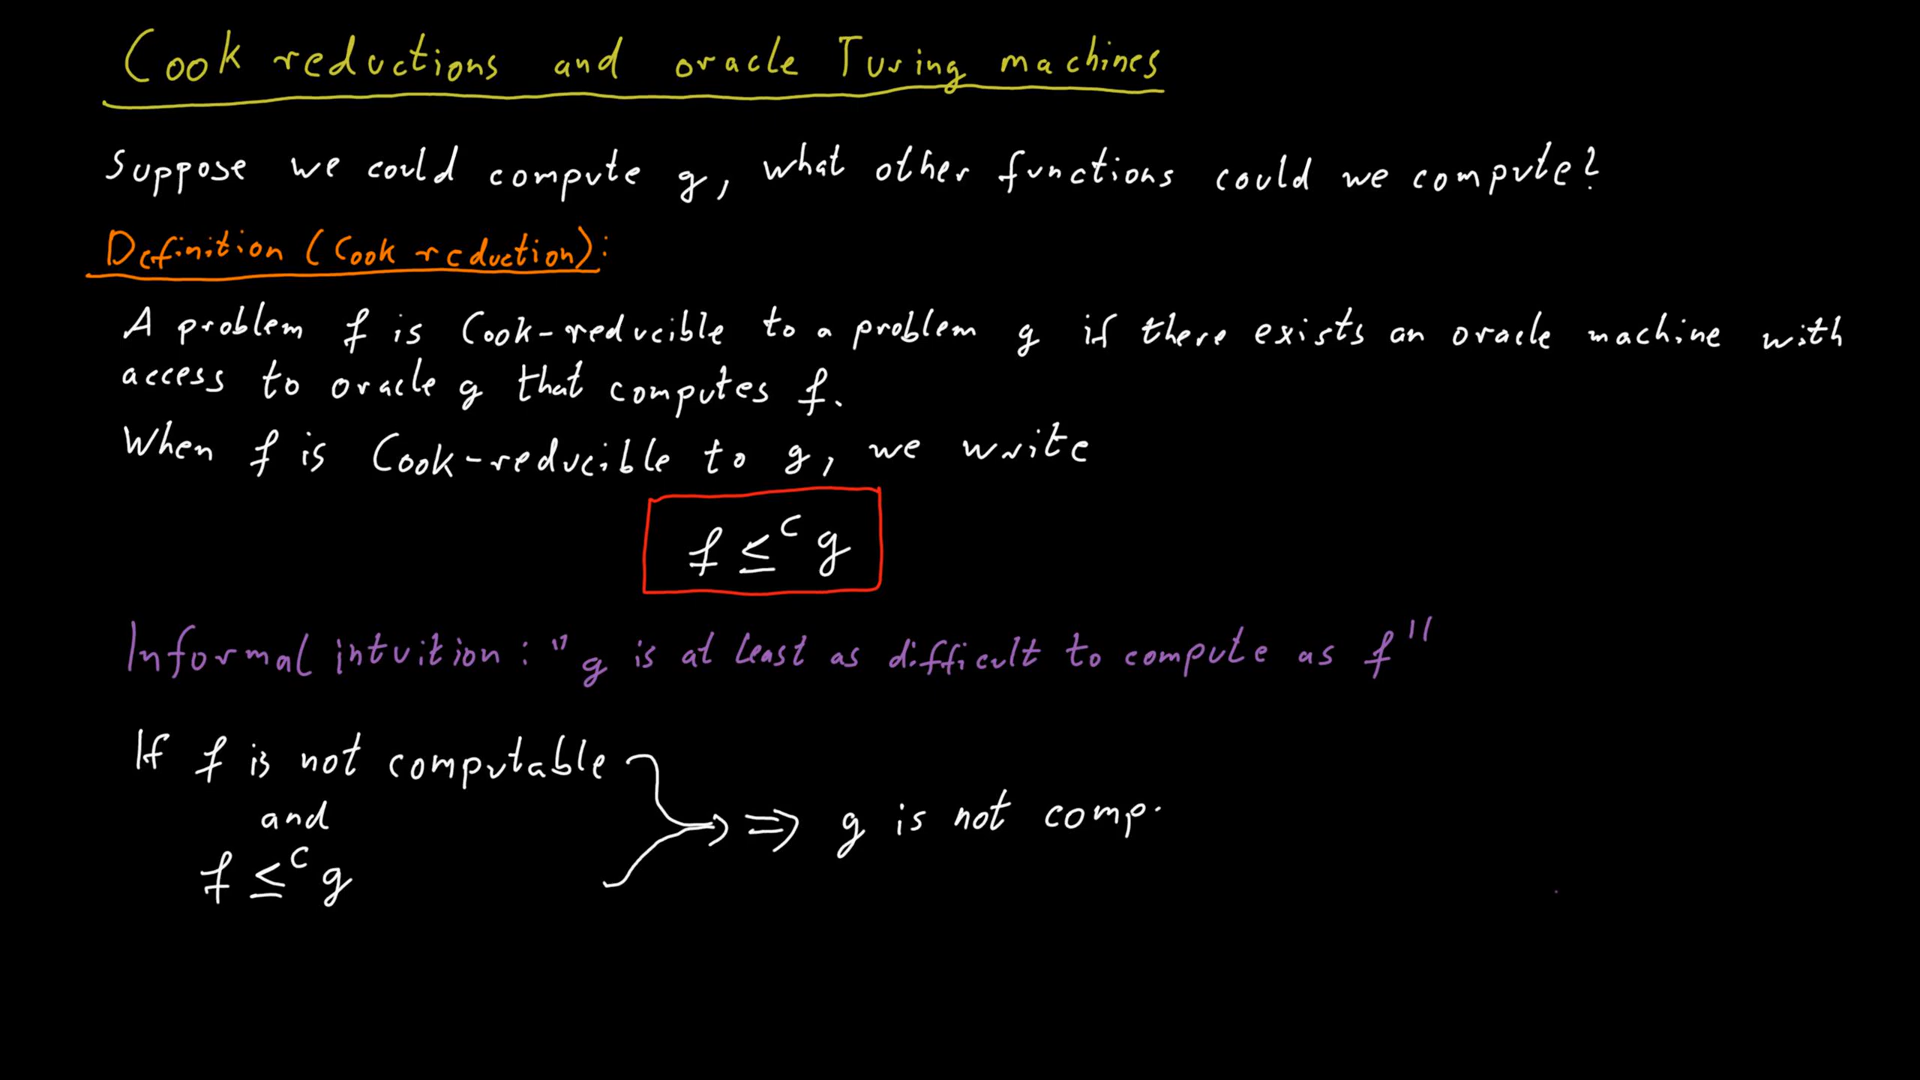 Cook reductions and oracle Turing machines
Suppose we could compute g, what other functions could we compute?
Definition (Cook reduction):
A problem f is Cook-reducible to a problem g if there exists an oracle machine with
access to oracle g that computes f.
When f is Cook-reducible to g, we write
f ≤ᶜ g
Informal intuition: "g is at least as difficult to compute as f"
If f is not computable
and
f ≤ᶜ g
⇒ g is not comp.